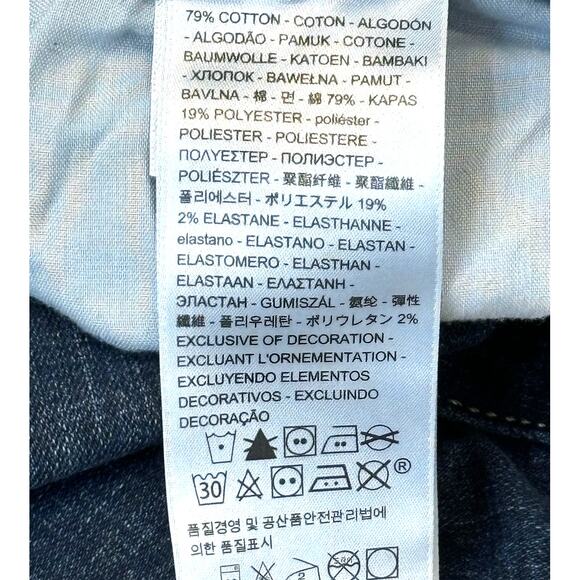 79% COTTON - COTON - ALGODÓN
- ALGODÃO - PAMUK - COTONE -
BAUMWOLLE - KATOEN - BAMBAKI
- ХЛОПОК - BAWEŁNA - PAMUT -
BAVLNA - 棉 - 면 - 綿 79% - KAPAS
19% POLYESTER - poliéster -
POLIESTER - POLIESTERE -
ΠΟΛΥΕΣΤΕΡ - ПОЛИЭСТЕР -
POLIÉSZTER - 聚酯纤维 - 聚酯纖維 -
폴리에스터 - ポリエステル 19%
2% ELASTANE - ELASTHANNE -
elastano - ELASTANO - ELASTAN -
ELASTOMERO - ELASTHAN -
ELASTAAN - ΕΛΑΣΤΑΝΗ -
ЭЛАСТАН - GUMISZÁL - 氨纶 - 彈性
纖維 - 폴리우레탄 - ポリウレタン 2%
EXCLUSIVE OF DECORATION -
EXCLUANT L'ORNEMENTATION -
EXCLUYENDO ELEMENTOS
DECORATIVOS - EXCLUINDO
DECORAÇÃO
30 ®
품질경영 및 공산품안전관리법에
의한 품질표시